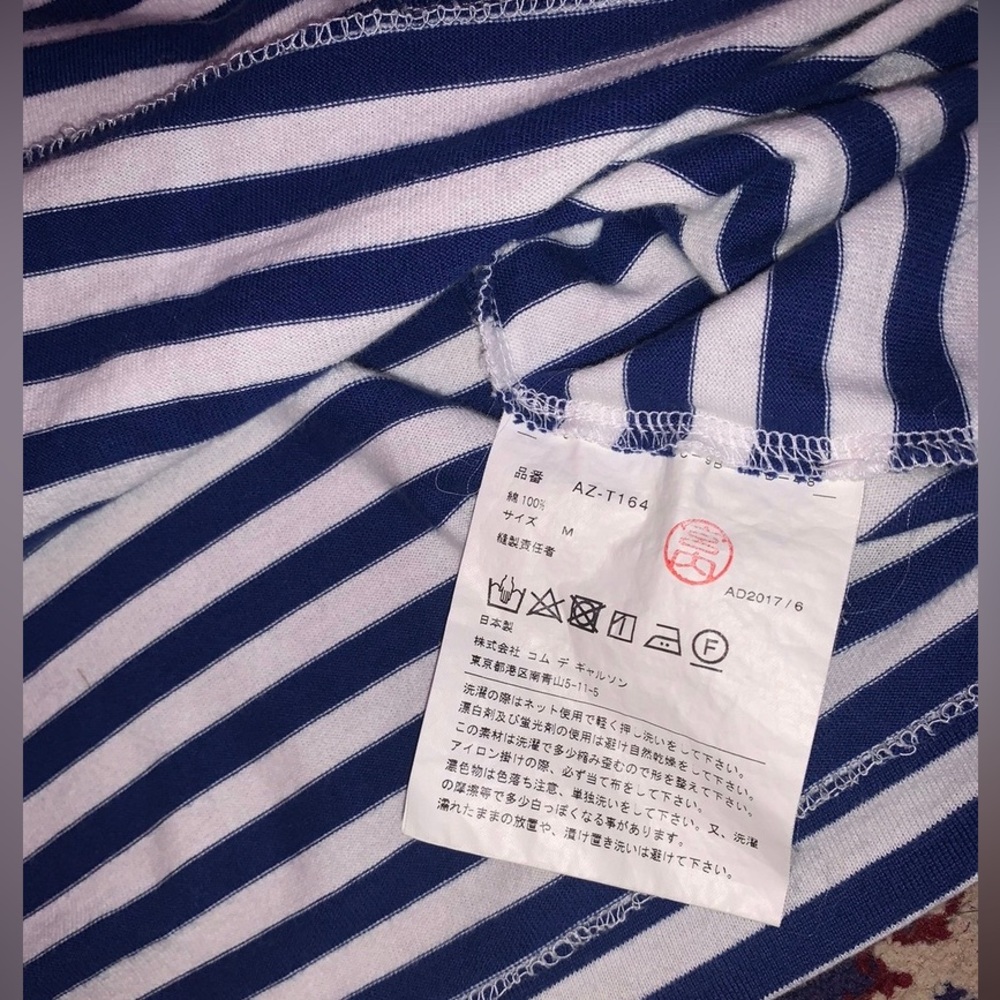 品番 AZ-T164
綿 100%
サイズ M
縫製責任者
AD2017/6
F
日本製
株式会社 コム デ ギャルソン
東京都港区南青山5-11-5
洗濯の際はネット使用で軽く押し洗いをして下さい。
漂白剤及び蛍光剤の使用は避け自然乾燥をして下さい。
この素材は洗濯で多少縮み歪むので形を整えて下さい。
アイロン掛けの際、必ず当て布をして下さい。
濃色物は色落ち注意、単独洗いをして下さい。又、洗濯
の摩擦等で多少白っぽくなる事があります。
濡れたままの放置や、漬け置き洗いは避けて下さい。